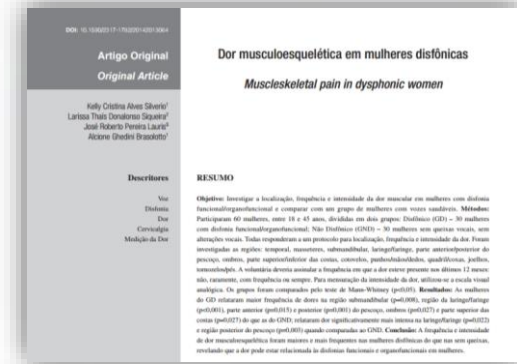 Artigo Original
Original Article
Kelly Cristina Alves Silverio¹
Larissa Thaís Donalonso Siqueira²
José Roberto Pereira Lauris³
Alcione Ghedini Brasolotto¹
Descritores
Voz
Disfonia
Dor
Cervicalgia
Medição da Dor
Dor musculoesquelética em mulheres disfônicas
Muscleskeletal pain in dysphonic women
RESUMO
Objetivo: Investigar a localização, frequência e intensidade da dor muscular em mulheres com disfonia
funcional/organofuncional e comparar com um grupo de mulheres com vozes saudáveis. Métodos:
Participaram 60 mulheres, entre 18 e 45 anos, divididas em dois grupos: Disfônico (GD) – 30 mulheres
com disfonia funcional/organofuncional; Não Disfônico (GND) – 30 mulheres sem queixas vocais, sem
alterações vocais. Todas responderam a um protocolo para localização, frequência e intensidade da dor. Foram
investigadas as regiões: temporal, masseteres, submandibular, laringe/faringe, parte anterior/posterior do
pescoço, ombros, parte superior/inferior das costas, cotovelos, punhos/mãos/dedos, quadril/coxas, joelhos,
tornozelos/pés. A voluntária deveria assinalar a frequência em que a dor esteve presente nos últimos 12 meses:
não, raramente, com frequência ou sempre. Para mensuração da intensidade da dor, utilizou-se a escala visual
analógica. Os grupos foram comparados pelo teste de Mann-Whitney (p<0,05). Resultados: As mulheres
do GD relataram maior frequência de dores na região submandibular (p=0,008), região da laringe/faringe
(p<0,001), parte anterior (p=0,015) e posterior (p<0,001) do pescoço, ombros (p=0,027) e parte superior das
costas (p=0,027) do que as do GND; relataram dor significativamente mais intensa na laringe/faringe (p=0,022)
e região posterior do pescoço (p=0,003) quando comparadas ao GND. Conclusão: A frequência e intensidade
de dor musculoesquelética foram maiores e mais frequentes nas mulheres disfônicas do que nas sem queixas,
revelando que a dor pode estar relacionada às disfonias funcionais e organofuncionais em mulheres.